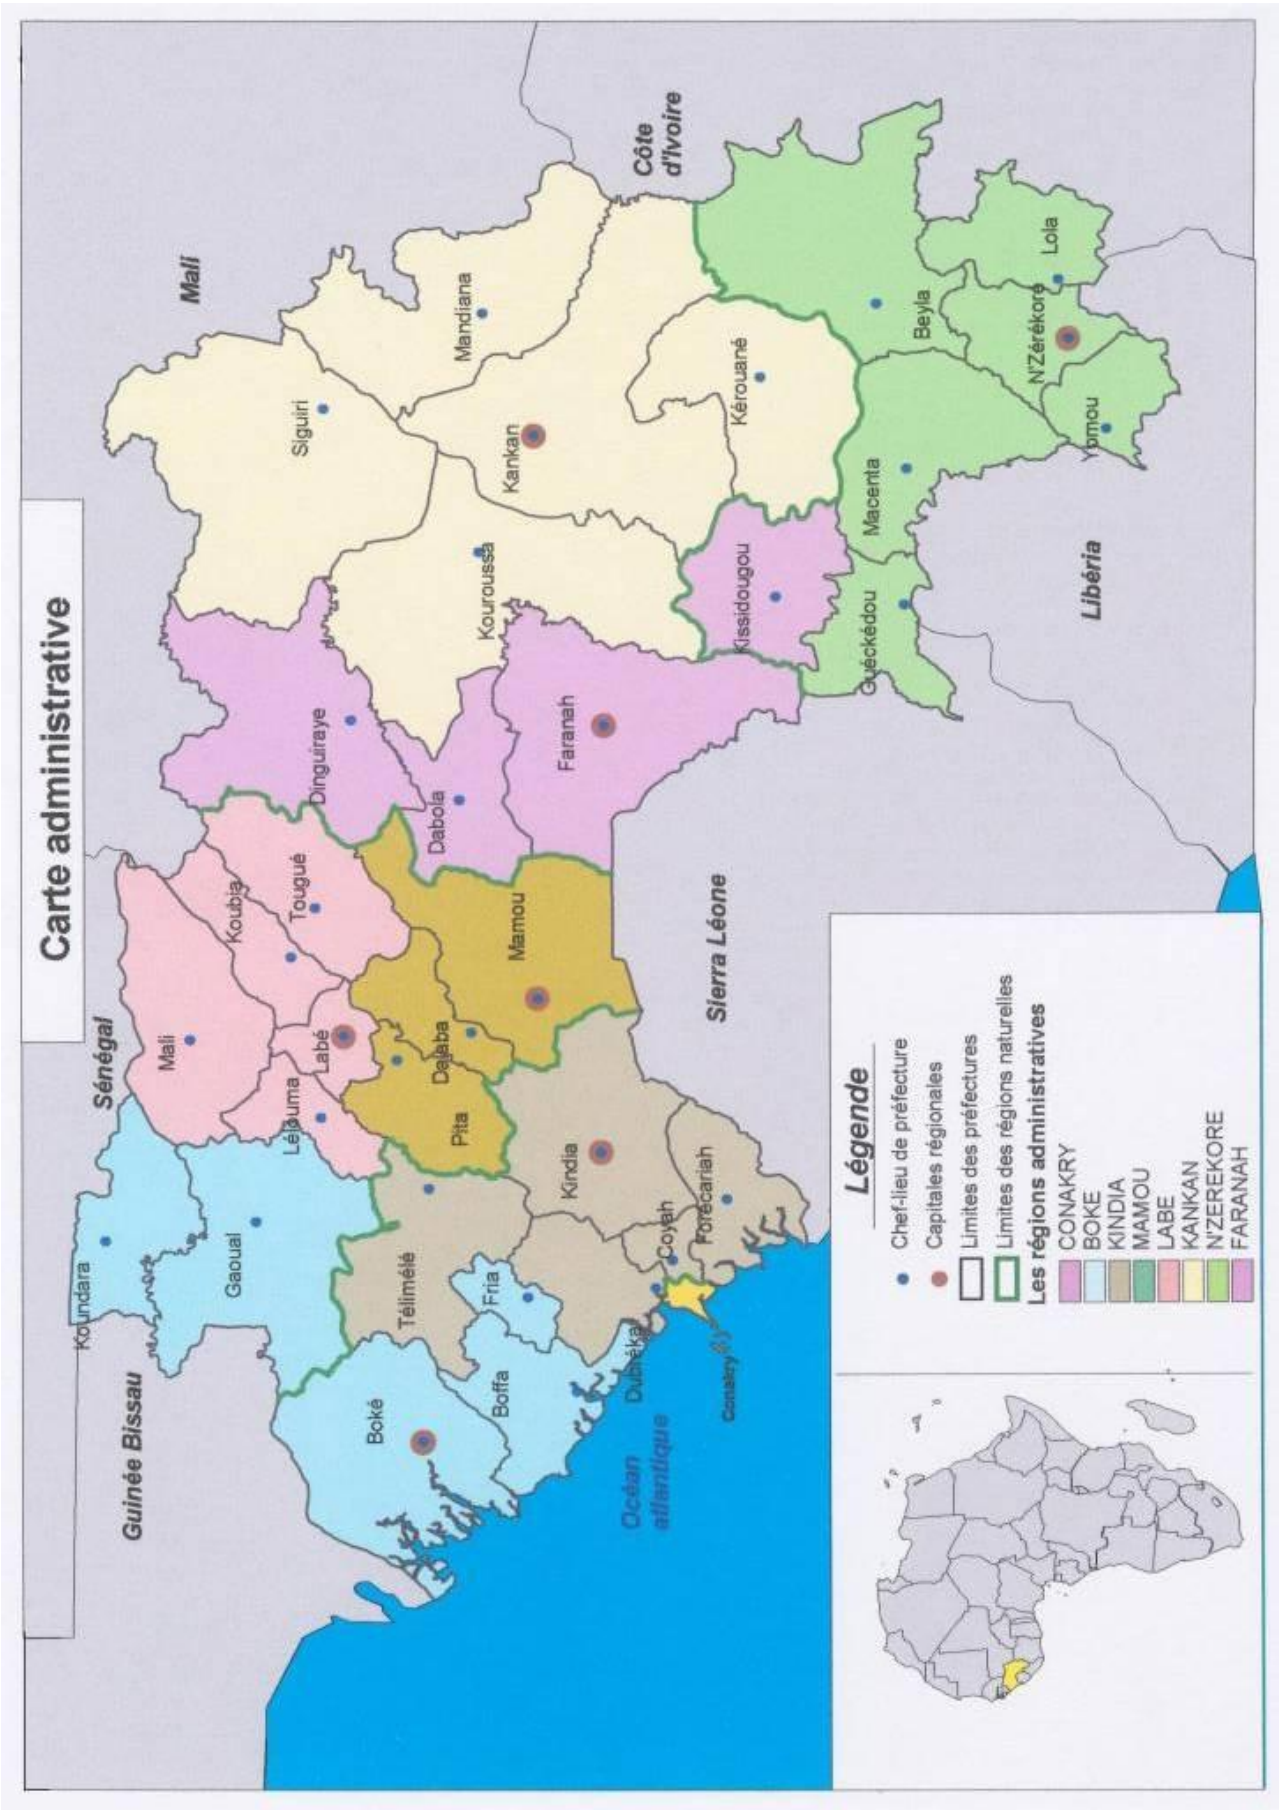 Carte administrative
Sénégal
Mali
Guinée Bissau
Côte
d'Ivoire
Sierra Léone
Libéria
Océan
atlantique
Koundara
Gaoual
Boké
Boffa
Fria
Télimélé
Kindia
Dubréka
Coyah
Forécariah
Conakry
Mali
Koubia
Tougué
Labé
Lélouma
Pita
Dalaba
Mamou
Dinguiraye
Dabola
Faranah
Kissidougou
Siguiri
Mandiana
Kouroussa
Kankan
Kérouané
Beyla
Macenta
Guéckédou
N'Zérékoré
Lola
Yomou
Légende
Chef-lieu de préfecture
Capitales régionales
Limites des préfectures
Limites des régions naturelles
Les régions administratives
CONAKRY
BOKE
KINDIA
MAMOU
LABE
KANKAN
N'ZEREKORE
FARANAH